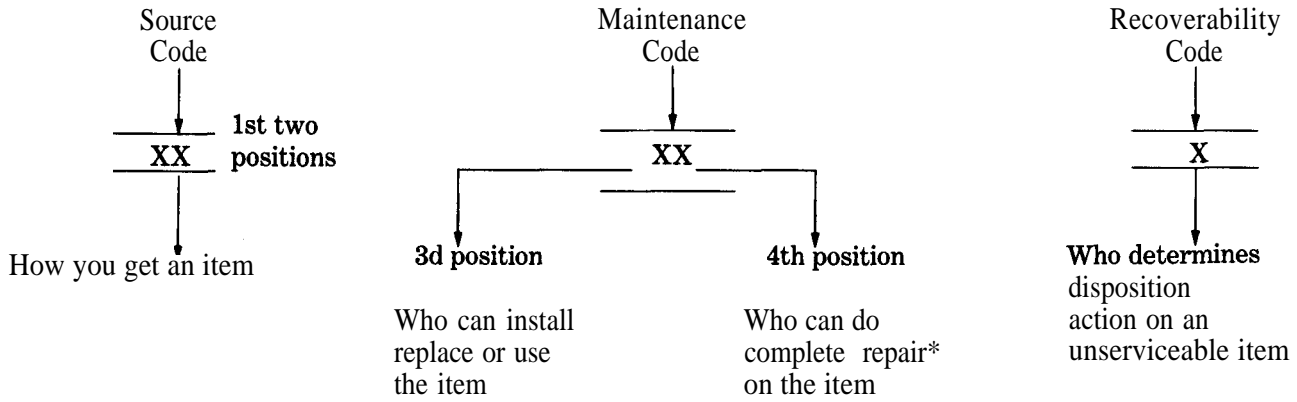 Source
Code
1st two
XX
positions
How you get an item
Maintenance
Code
XX
3d position
Who can install
replace or use
the item
4th position
Who can do
complete repair*
on the item
Recoverability
Code
X
Who determines
disposition
action on an
unserviceable item